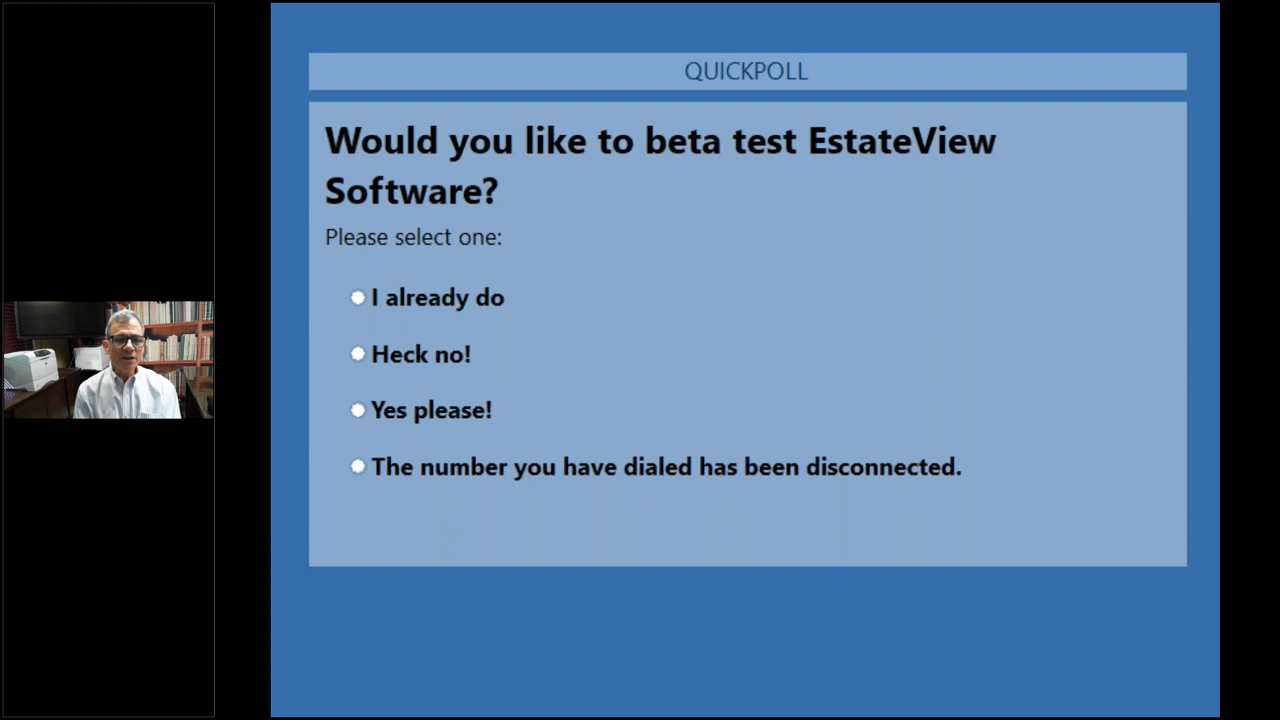 QUICKPOLL
Would you like to beta test EstateView
Software?
Please select one:
I already do
Heck no!
Yes please!
The number you have dialed has been disconnected.